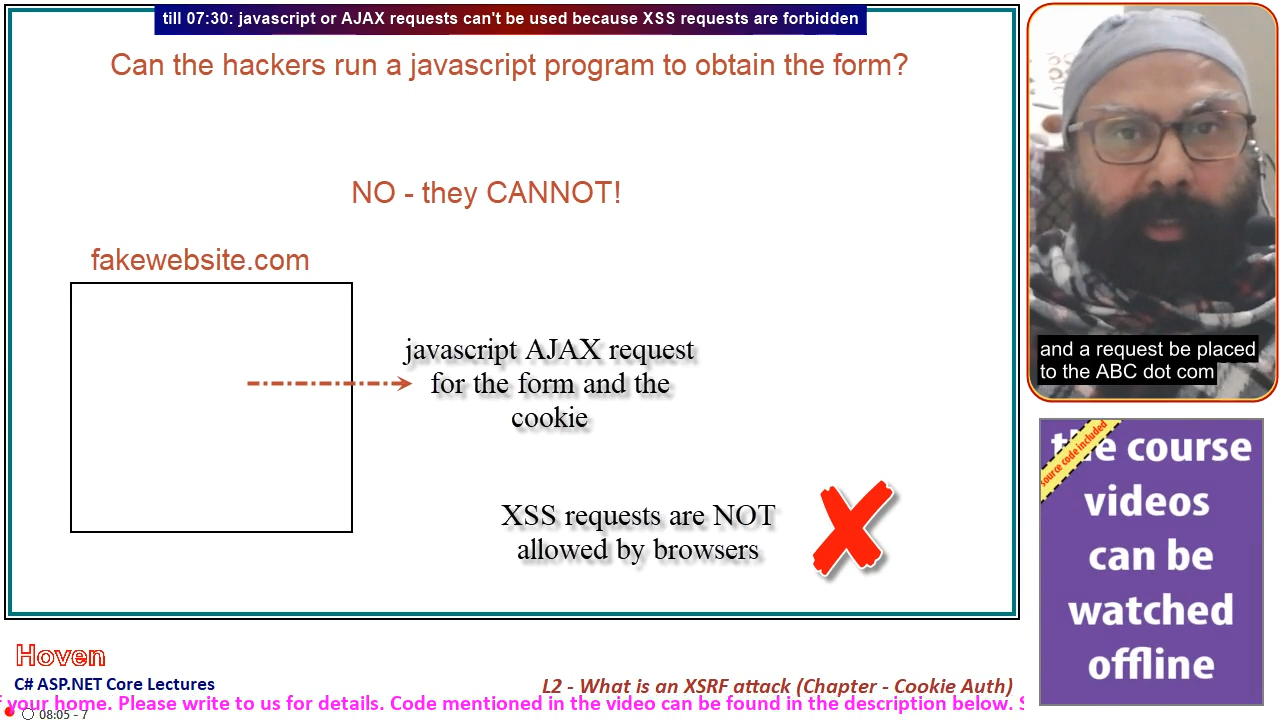 till 07:30: javascript or AJAX requests can't be used because XSS requests are forbidden
Can the hackers run a javascript program to obtain the form?
NO - they CANNOT!
fakewebsite.com
javascript AJAX request
for the form and the
cookie
XSS requests are NOT
allowed by browsers
and a request be placed
to the ABC dot com
source code included
the course
videos
can be
watched
offline
Hoven
C# ASP.NET Core Lectures
L2 - What is an XSRF attack (Chapter - Cookie Auth)
f your home. Please write to us for details. Code mentioned in the video can be found in the description below. S
08:05 - 7